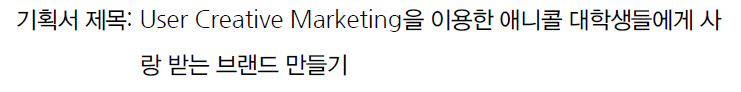 기획서 제목: User Creative Marketing을 이용한 애니콜 대학생들에게 사
랑 받는 브랜드 만들기